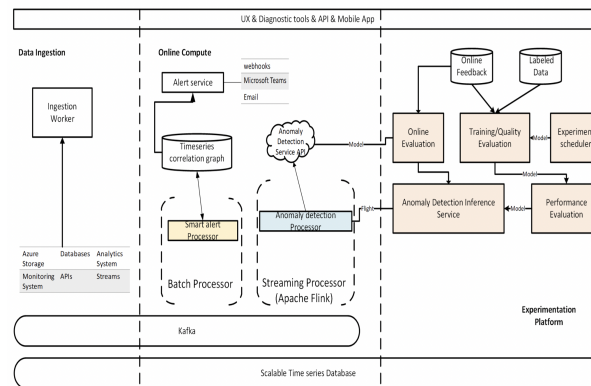 UX & Diagnostic tools & API & Mobile App
Data Ingestion
Ingestion
Worker
Azure Storage Databases Analytics System
Monitoring System APIs Streams
Online Compute
Alert service
webhooks
Microsoft Teams
Email
Timeseries
correlation graph
Smart alert
Processor
Batch Processor
Anomaly
Detection
Service API
Anomaly detection
Processor
Streaming Processor
(Apache Flink)
Kafka
Online
Feedback
Labeled
Data
Online
Evaluation
Training/Quality
Evaluation
Experiment
scheduler
Model
Model
Model
Anomaly Detection Inference
Service
Performance
Evaluation
Flight
Model
Experimentation
Platform
Scalable Time series Database